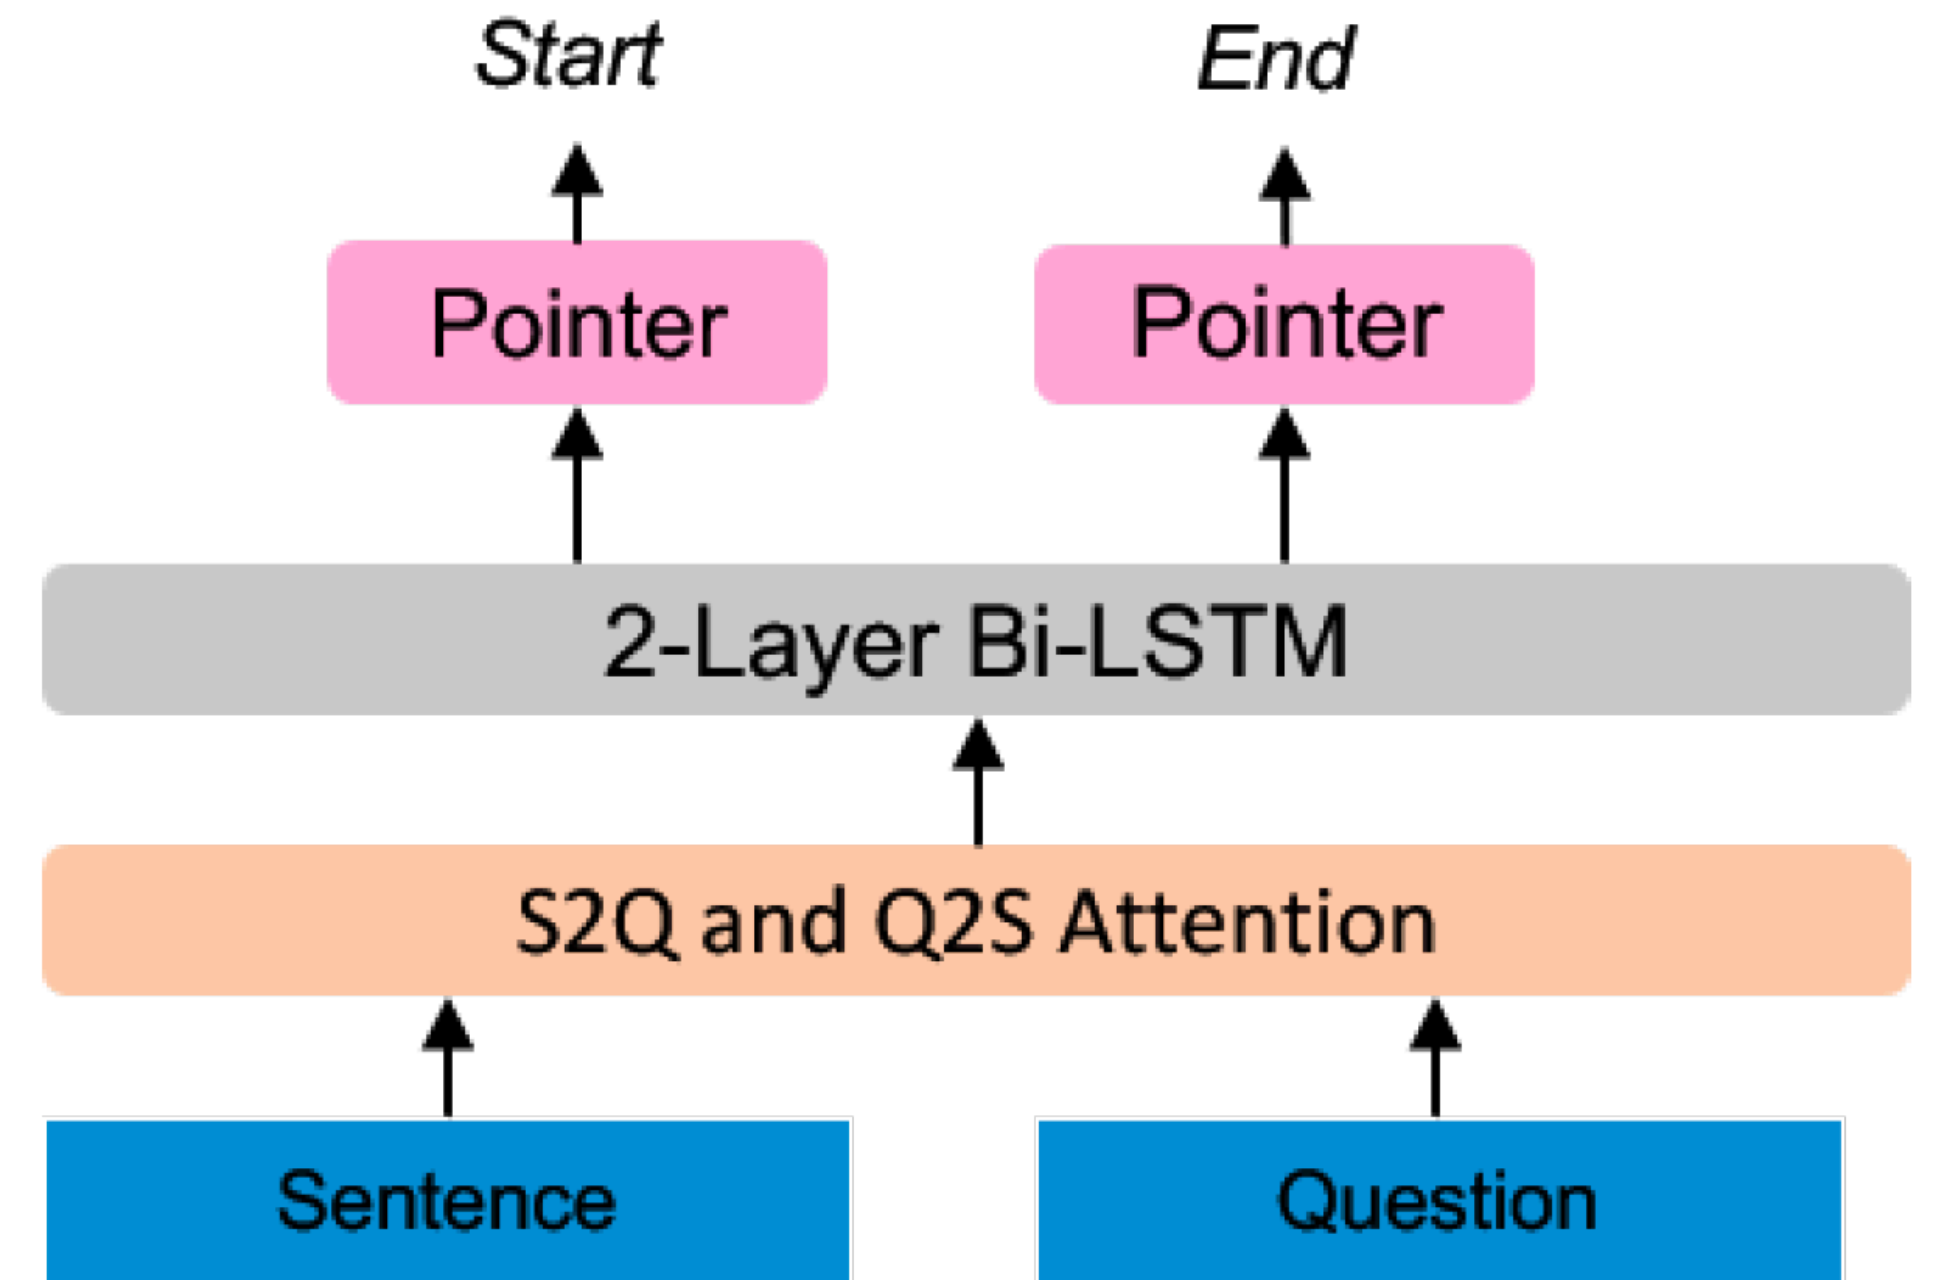 Start
End
Pointer
Pointer
2-Layer Bi-LSTM
S2Q and Q2S Attention
Sentence
Question